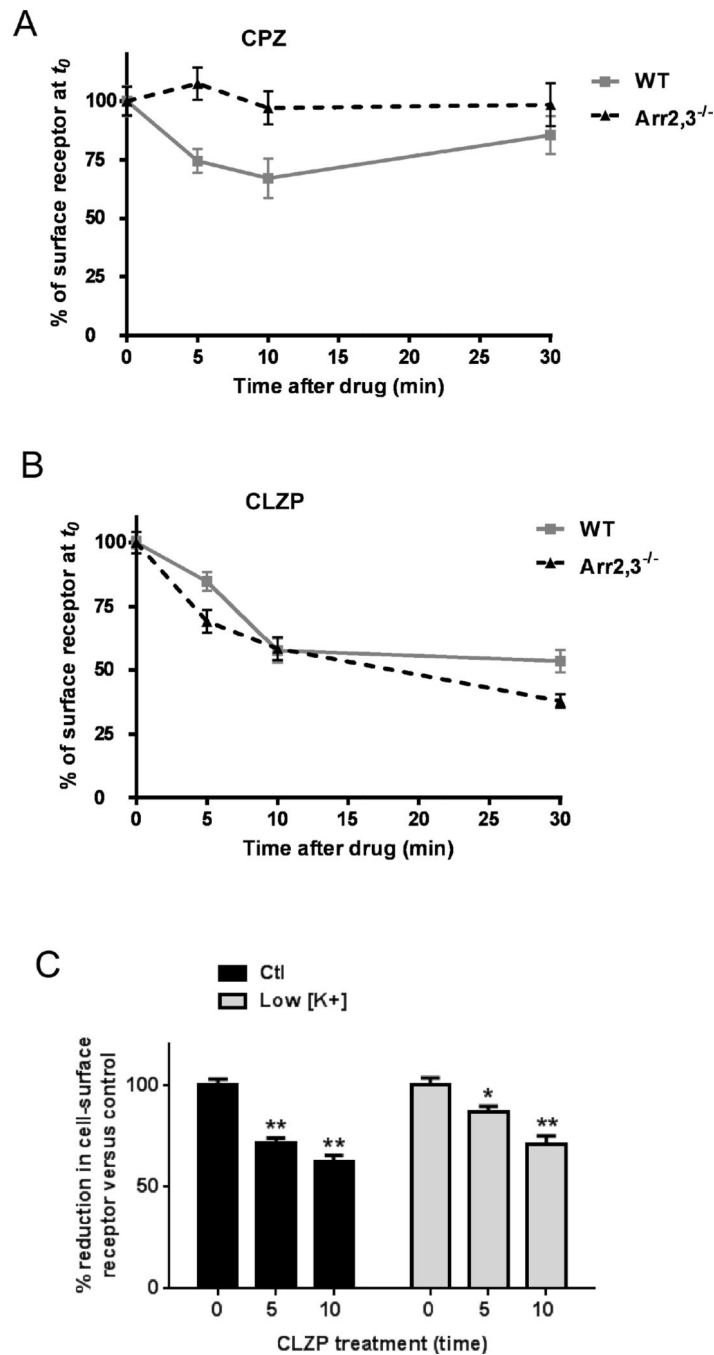 A
CPZ
WT
Arr2,3-/-
% of surface receptor at t0
100
75
50
25
0
0 5 10 15 20 25 30
Time after drug (min)
B
CLZP
WT
Arr2,3-/-
% of surface receptor at t0
100
75
50
25
0
0 5 10 15 20 25 30
Time after drug (min)
C
Ctl
Low [K+]
% reduction in cell-surface
receptor versus control
100
50
0
** ** * **
0 5 10 0 5 10
CLZP treatment (time)